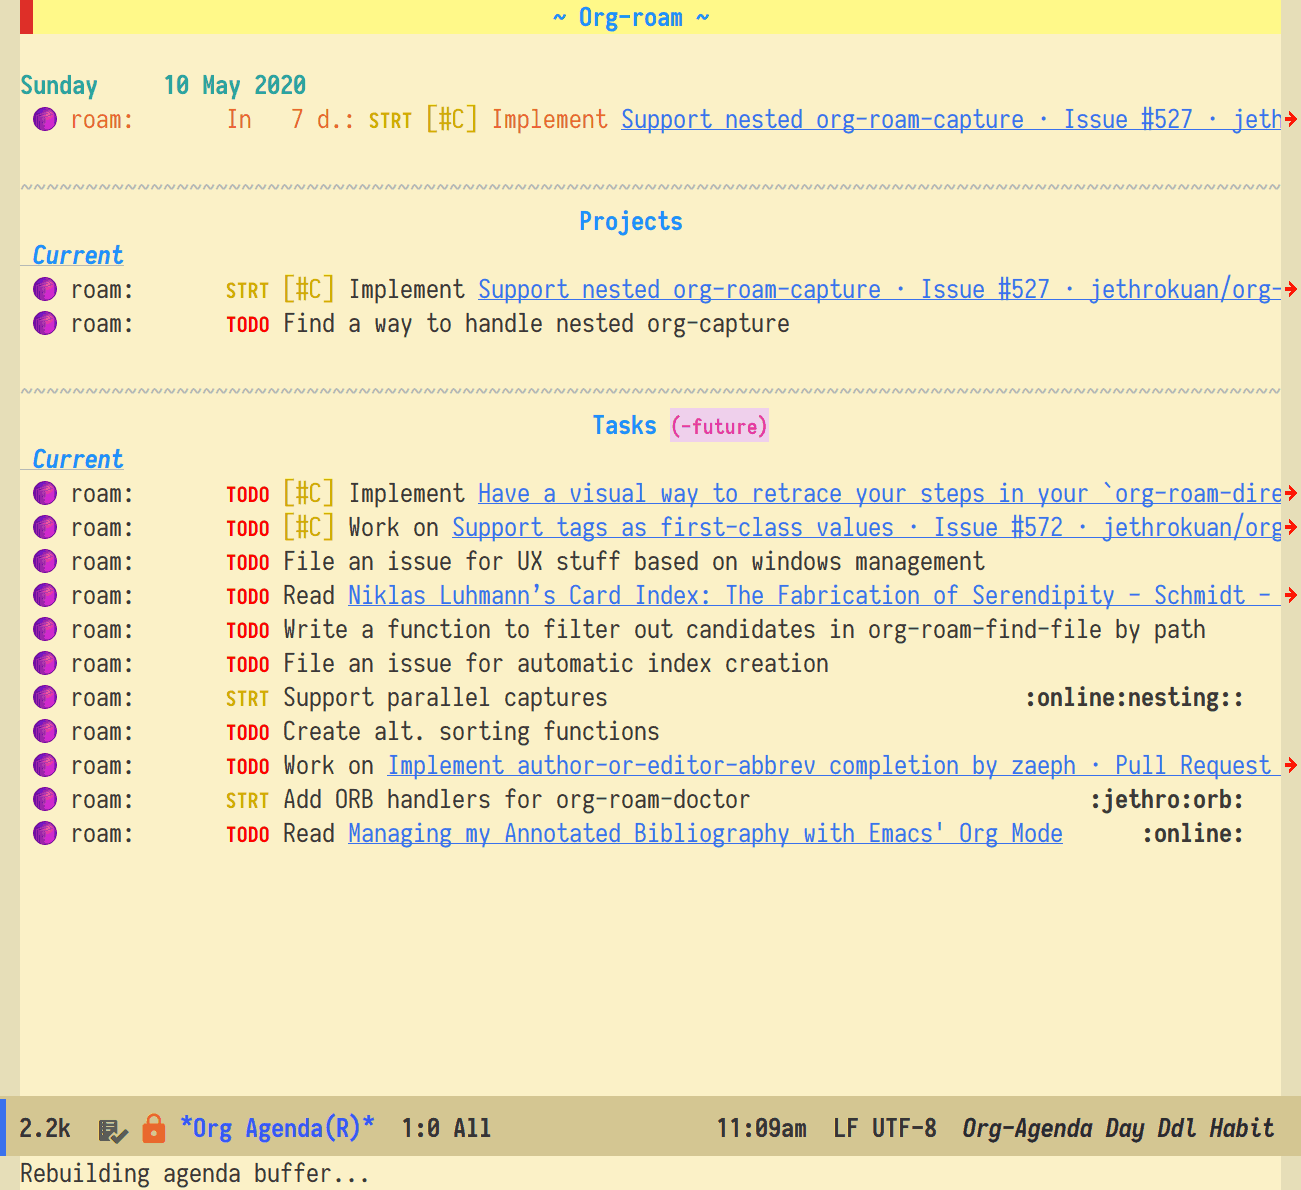 ~ Org-roam ~
Sunday 10 May 2020
roam: In 7 d.: STRT [#C] Implement Support nested org-roam-capture · Issue #527 · jeth
~~~~~~~~~~~~~~~~~~~~~~~~~~~~~~~~~~~~~~~~~~~~~~~~~~~~~~~~~~~~~~~~~~~~~~~~~~~~~~~~~~~~~~~~~~~~~~~~~
Projects
Current
roam: STRT [#C] Implement Support nested org-roam-capture · Issue #527 · jethrokuan/org-
roam: TODO Find a way to handle nested org-capture
~~~~~~~~~~~~~~~~~~~~~~~~~~~~~~~~~~~~~~~~~~~~~~~~~~~~~~~~~~~~~~~~~~~~~~~~~~~~~~~~~~~~~~~~~~~~~~~~~
Tasks (-future)
Current
roam: TODO [#C] Implement Have a visual way to retrace your steps in your `org-roam-dire
roam: TODO [#C] Work on Support tags as first-class values · Issue #572 · jethrokuan/org
roam: TODO File an issue for UX stuff based on windows management
roam: TODO Read Niklas Luhmann’s Card Index: The Fabrication of Serendipity - Schmidt -
roam: TODO Write a function to filter out candidates in org-roam-find-file by path
roam: TODO File an issue for automatic index creation
roam: STRT Support parallel captures :online:nesting::
roam: TODO Create alt. sorting functions
roam: TODO Work on Implement author-or-editor-abbrev completion by zaeph · Pull Request
roam: STRT Add ORB handlers for org-roam-doctor :jethro:orb:
roam: TODO Read Managing my Annotated Bibliography with Emacs' Org Mode :online:
2.2k *Org Agenda(R)* 1:0 All 11:09am LF UTF-8 Org-Agenda Day Ddl Habit
Rebuilding agenda buffer...